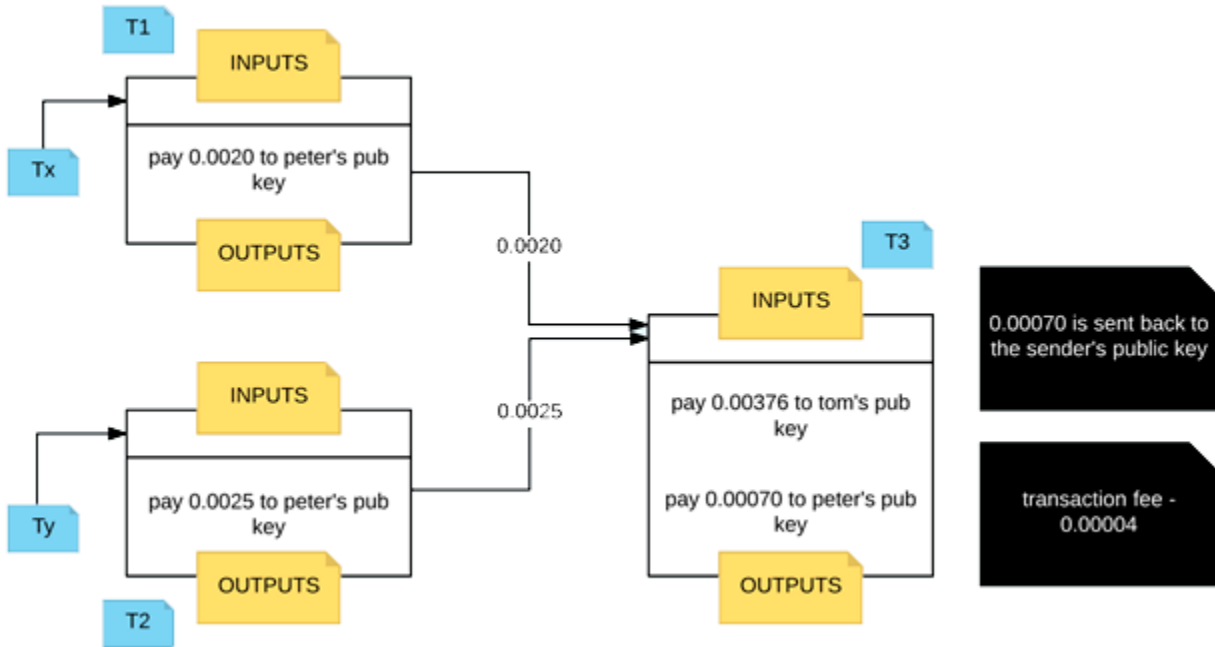 T1
INPUTS
Tx
pay 0.0020 to peter's pub
key
OUTPUTS
0.0020
T3
INPUTS
0.00070 is sent back to
the sender's public key
INPUTS
0.0025
pay 0.00376 to tom's pub
key
Ty
pay 0.0025 to peter's pub
key
pay 0.00070 to peter's pub
key
transaction fee -
0.00004
OUTPUTS
OUTPUTS
T2